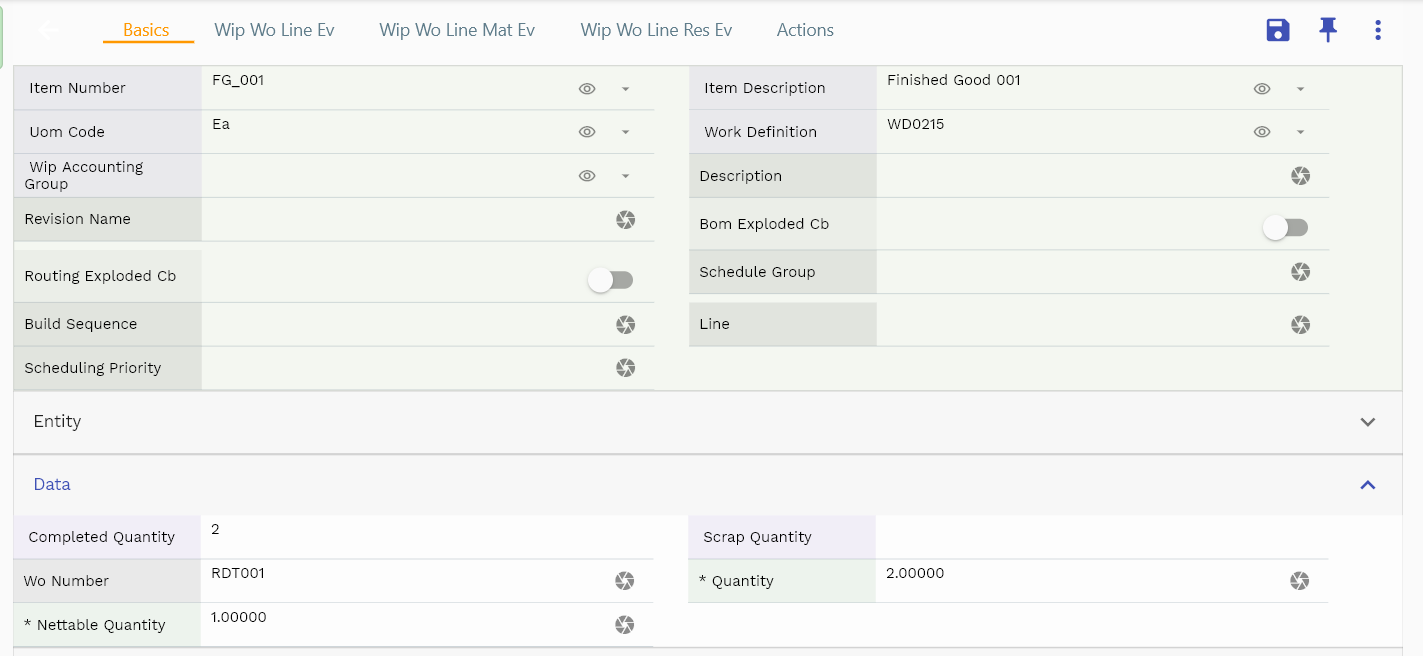 Basics
Wip Wo Line Ev
Wip Wo Line Mat Ev
Wip Wo Line Res Ev
Actions
Item Number
FG_001
Item Description
Finished Good 001
Uom Code
Ea
Work Definition
WD0215
Wip Accounting
Group
Description
Revision Name
Bom Exploded Cb
Routing Exploded Cb
Schedule Group
Build Sequence
Line
Scheduling Priority
Entity
Data
Completed Quantity
2
Scrap Quantity
Wo Number
RDT001
* Quantity
2.00000
* Nettable Quantity
1.00000